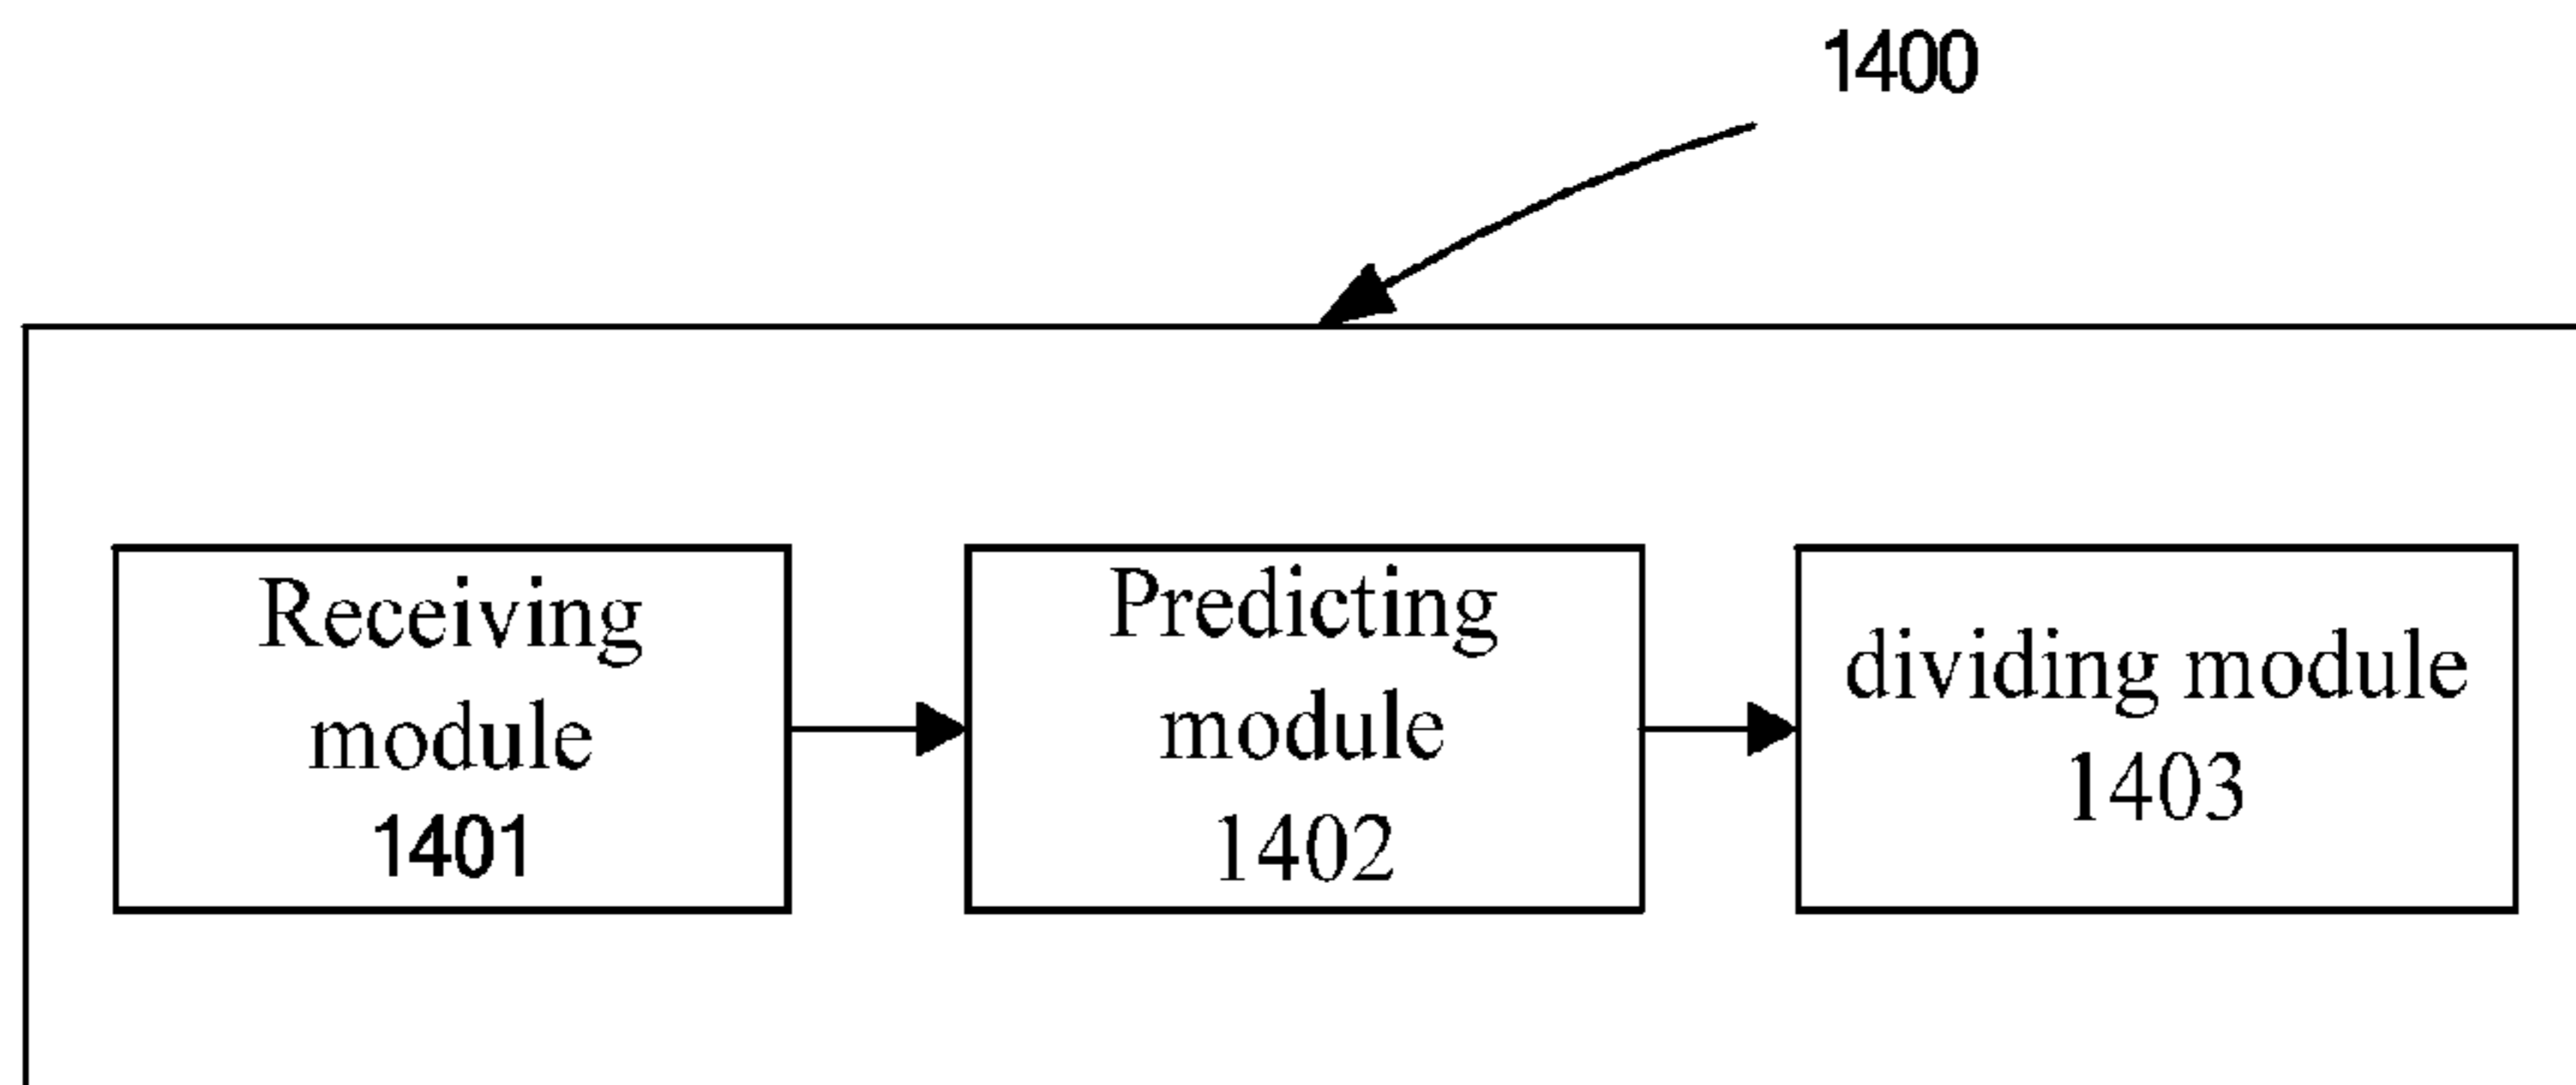 1400
Receiving
module
1401
Predicting
module
1402
dividing module
1403